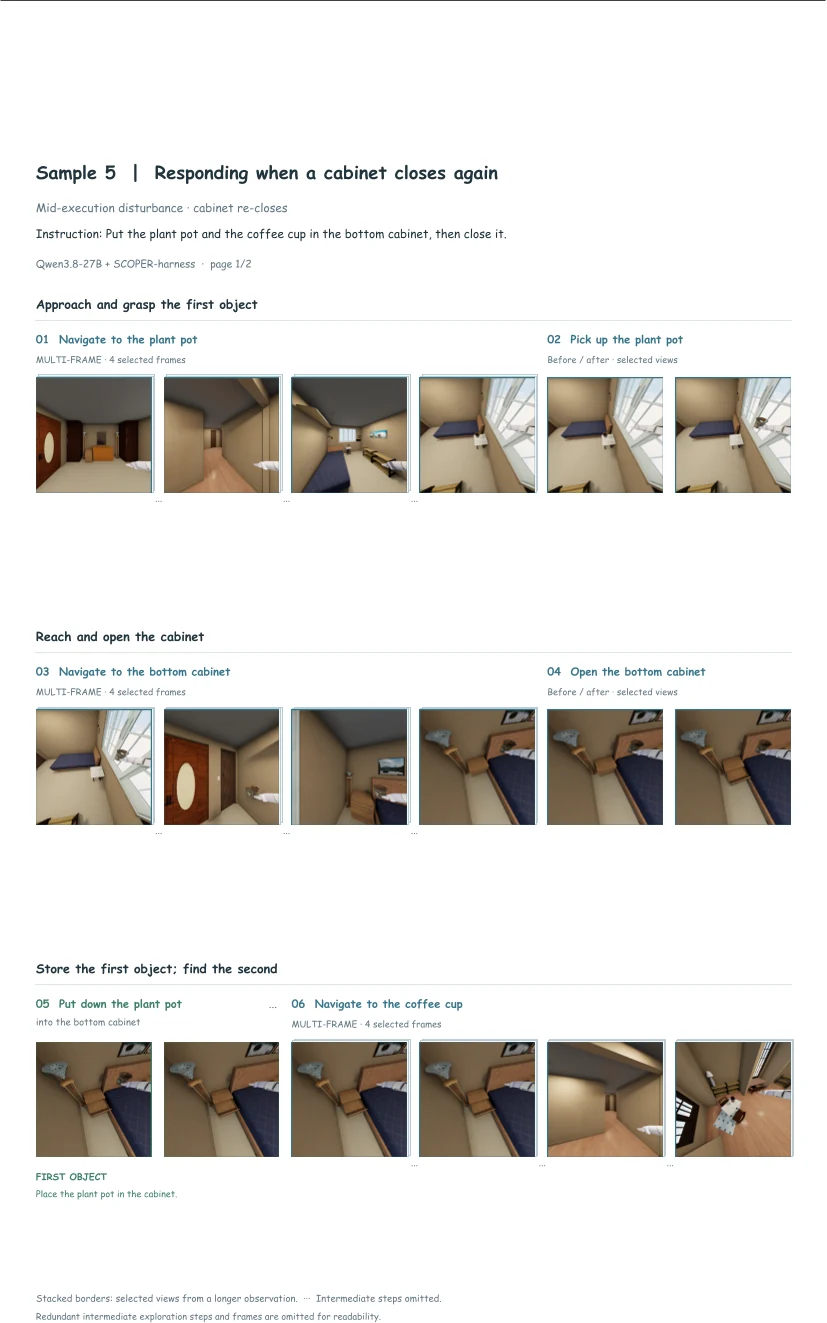 Sample 5 | Responding when a cabinet closes again
Mid-execution disturbance · cabinet re-closes
Instruction: Put the plant pot and the coffee cup in the bottom cabinet, then close it.
Qwen3.8-27B + SCOPER-harness · page 1/2
Approach and grasp the first object
01 Navigate to the plant pot
MULTI-FRAME · 4 selected frames
02 Pick up the plant pot
Before / after · selected views
... ... ...
Reach and open the cabinet
03 Navigate to the bottom cabinet
MULTI-FRAME · 4 selected frames
04 Open the bottom cabinet
Before / after · selected views
... ... ...
Store the first object; find the second
05 Put down the plant pot ...
into the bottom cabinet
06 Navigate to the coffee cup
MULTI-FRAME · 4 selected frames
... ... ...
FIRST OBJECT
Place the plant pot in the cabinet.
Stacked borders: selected views from a longer observation. ··· Intermediate steps omitted.
Redundant intermediate exploration steps and frames are omitted for readability.